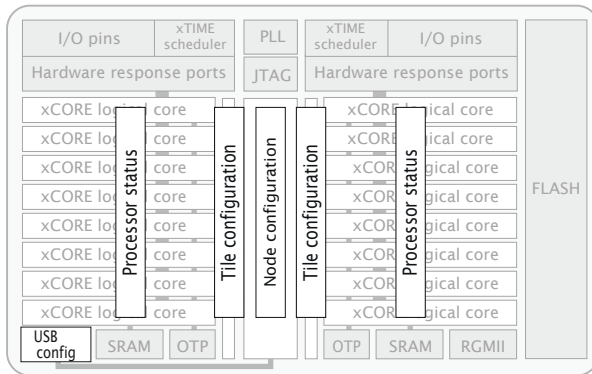 I/O pins
xTIME
scheduler
PLL
xTIME
scheduler
I/O pins
Hardware response ports
JTAG
Hardware response ports
xCORE logical core
xCORE logical core
xCORE logical core
xCORE logical core
xCORE logical core
xCORE logical core
xCORE logical core
xCORE logical core
Processor status
Tile configuration
Node configuration
Tile configuration
xCORE logical core
xCORE logical core
xCORE logical core
xCORE logical core
xCORE logical core
xCORE logical core
xCORE logical core
xCORE logical core
Processor status
FLASH
USB
config
SRAM
OTP
OTP
SRAM
RGMII